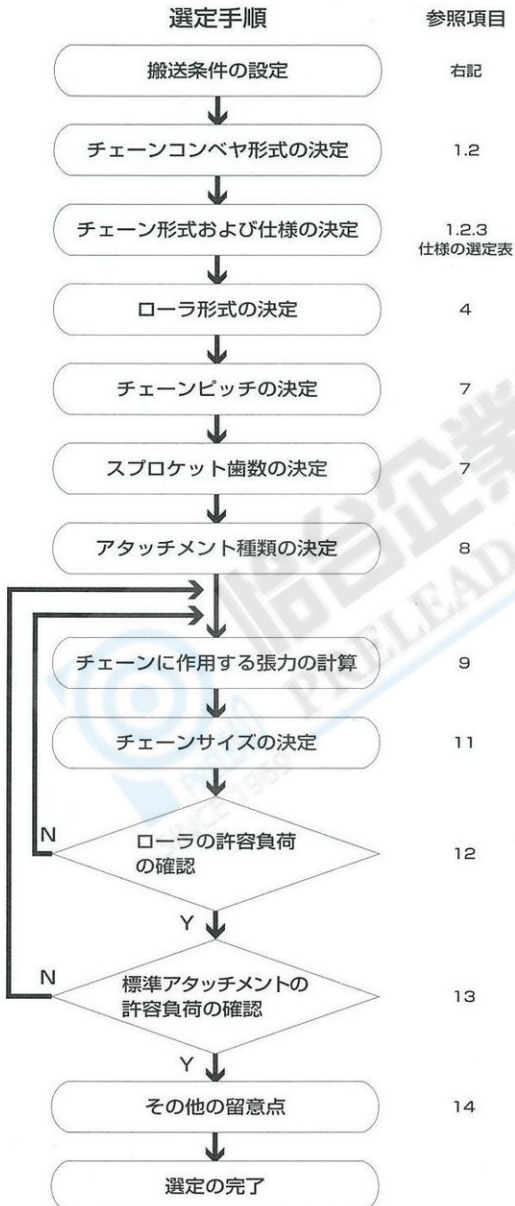 選定手順 参照項目
搬送条件の設定 右記
チェーンコンベヤ形式の決定 1.2
チェーン形式および仕様の決定 1.2.3
仕様の選定表
ローラ形式の決定 4
チェーンピッチの決定 7
スプロケット歯数の決定 7
アタッチメント種類の決定 8
チェーンに作用する張力の計算 9
チェーンサイズの決定 11
N ローラの許容負荷
の確認 12
Y
N 標準アタッチメントの
許容負荷の確認 13
Y
その他の留意点 14
選定の完了
怡台企業
PRELEAD
SINCE 1969